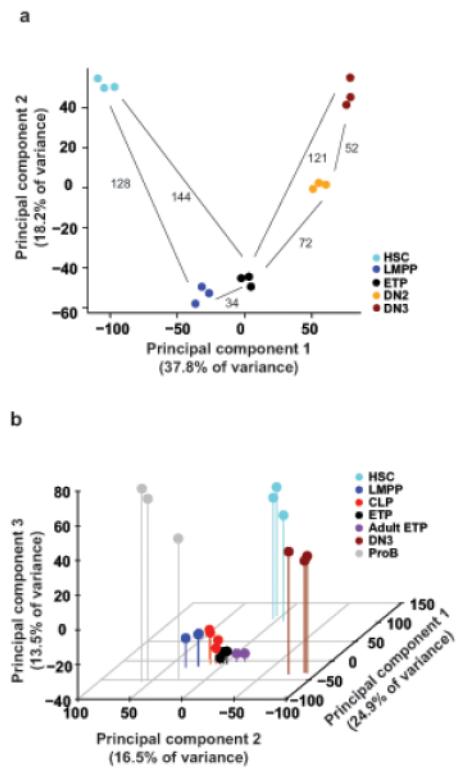 a
Principal component 2
(18.2% of variance)
40
20
0
−20
−40
−60
−100
−50
0
50
128
144
34
121
52
72
HSC
LMPP
ETP
DN2
DN3
Principal component 1
(37.8% of variance)
b
Principal component 3
(13.5% of variance)
80
60
40
20
0
−20
−40
100
50
0
−50
−100
Principal component 2
(16.5% of variance)
−100
−50
0
50
100
150
Principal component 1
(24.9% of variance)
HSC
LMPP
CLP
ETP
Adult ETP
DN3
ProB